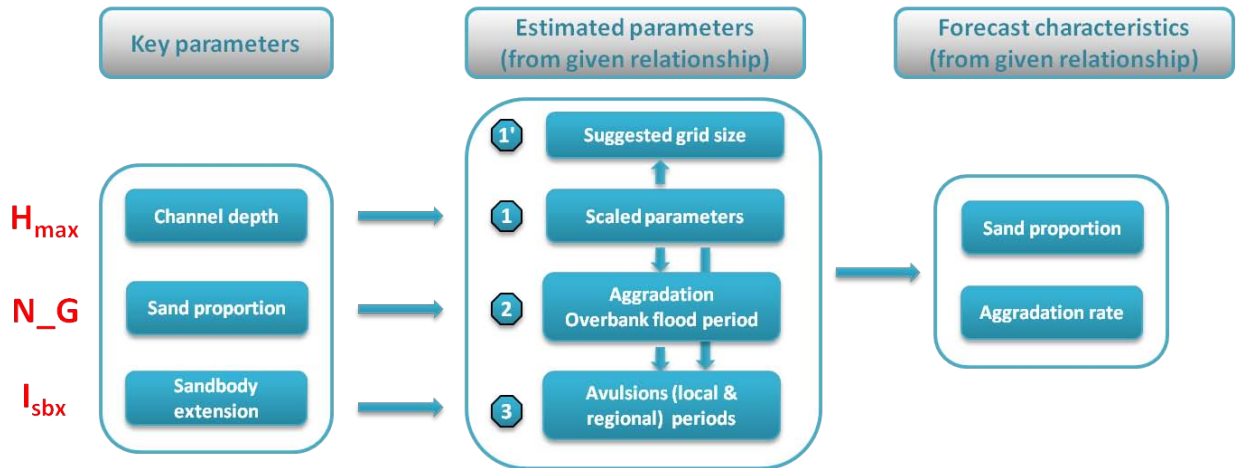 Key parameters
Estimated parameters
(from given relationship)
Forecast characteristics
(from given relationship)
1'
Suggested grid size
Hmax
Channel depth
1
Scaled parameters
Sand proportion
N_G
Sand proportion
2
Aggradation
Overbank flood period
Aggradation rate
Isbx
Sandbody
extension
3
Avulsions (local &
regional) periods